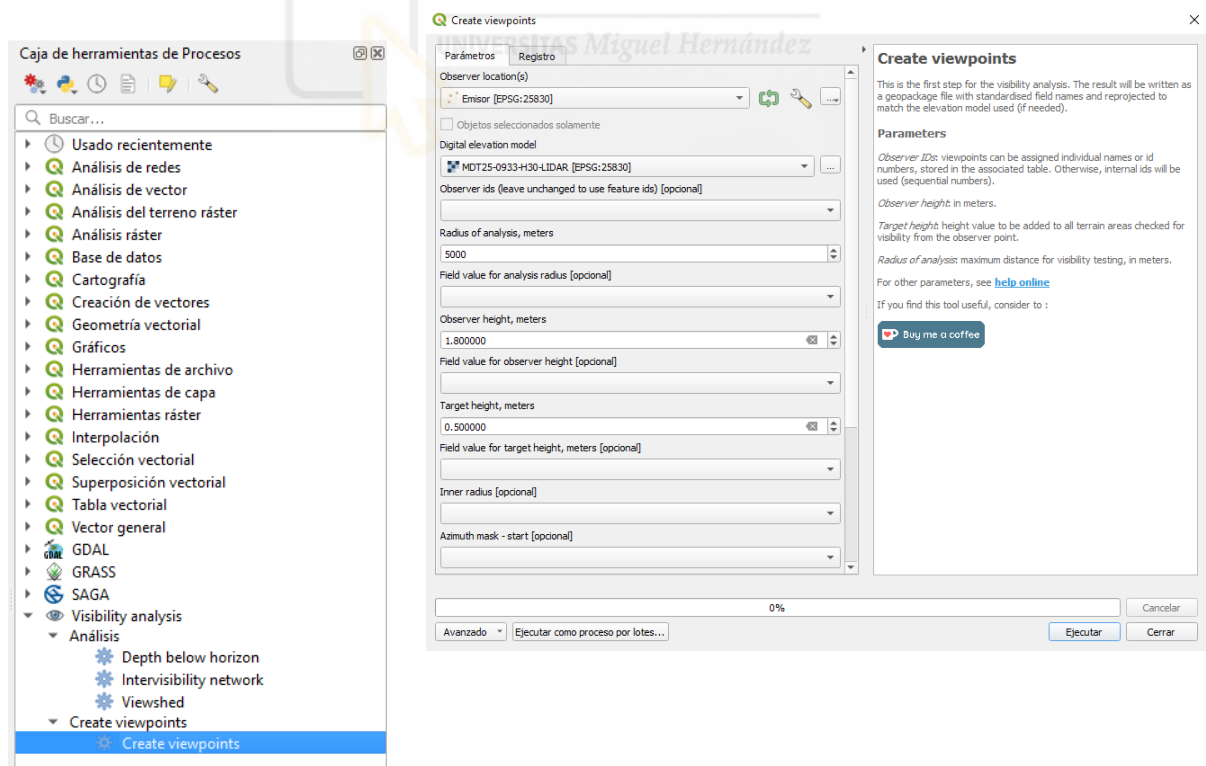 UNIVERSITAS Miguel Hernández
Caja de herramientas de Procesos
Buscar...
Usado recientemente
Análisis de redes
Análisis de vector
Análisis del terreno ráster
Análisis ráster
Base de datos
Cartografía
Creación de vectores
Geometría vectorial
Gráficos
Herramientas de archivo
Herramientas de capa
Herramientas ráster
Interpolación
Selección vectorial
Superposición vectorial
Tabla vectorial
Vector general
GDAL
GDAL
GRASS
SAGA
Visibility analysis
Análisis
Depth below horizon
Intervisibility network
Viewshed
Create viewpoints
Create viewpoints
Create viewpoints
Parámetros
Registro
Observer location(s)
Emisor [EPSG:25830]
...
Objetos seleccionados solamente
Digital elevation model
MDT25-0933-H30-LIDAR [EPSG:25830]
...
Observer ids (leave unchanged to use feature ids) [opcional]
Radius of analysis, meters
5000
Field value for analysis radius [opcional]
Observer height, meters
1.800000
Field value for observer height [opcional]
Target height, meters
0.500000
Field value for target height, meters [opcional]
Inner radius [opcional]
Azimuth mask - start [opcional]
0%
Cancelar
Avanzado
Ejecutar como proceso por lotes...
Ejecutar
Cerrar
Create viewpoints
This is the first step for the visibility analysis. The result will be written as
a geopackage file with standardised field names and reprojected to
match the elevation model used (if needed).
Parameters
Observer IDs: viewpoints can be assigned individual names or id
numbers, stored in the associated table. Otherwise, internal ids will be
used (sequential numbers).
Observer height: in meters.
Target height: height value to be added to all terrain areas checked for
visibility from the observer point.
Radius of analysis: maximum distance for visibility testing, in meters.
For other parameters, see help online
If you find this tool useful, consider to :
Buy me a coffee